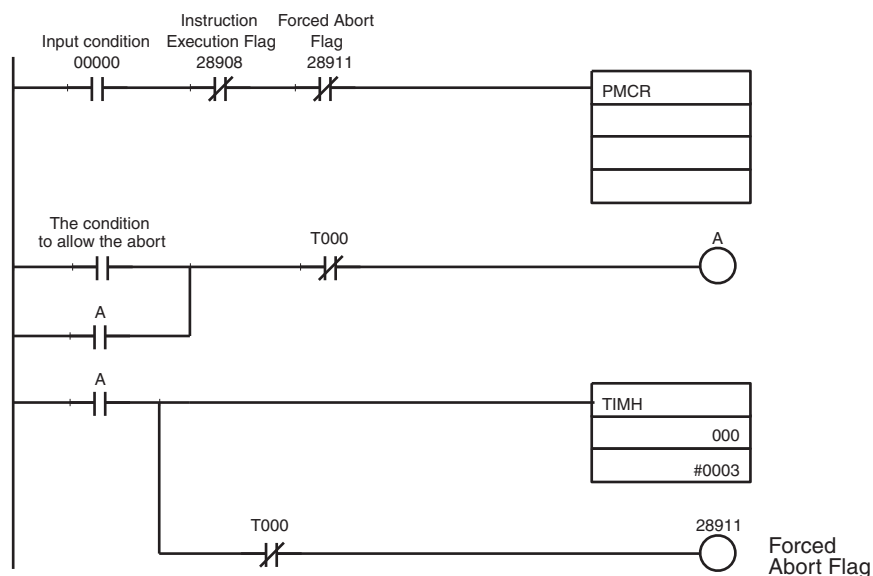 Instruction
Execution Flag
28908
Forced Abort
Flag
28911
Input condition
00000
PMCR
The condition
to allow the abort
T000
A
A
A
TIMH
000
#0003
T000
28911
Forced
Abort Flag